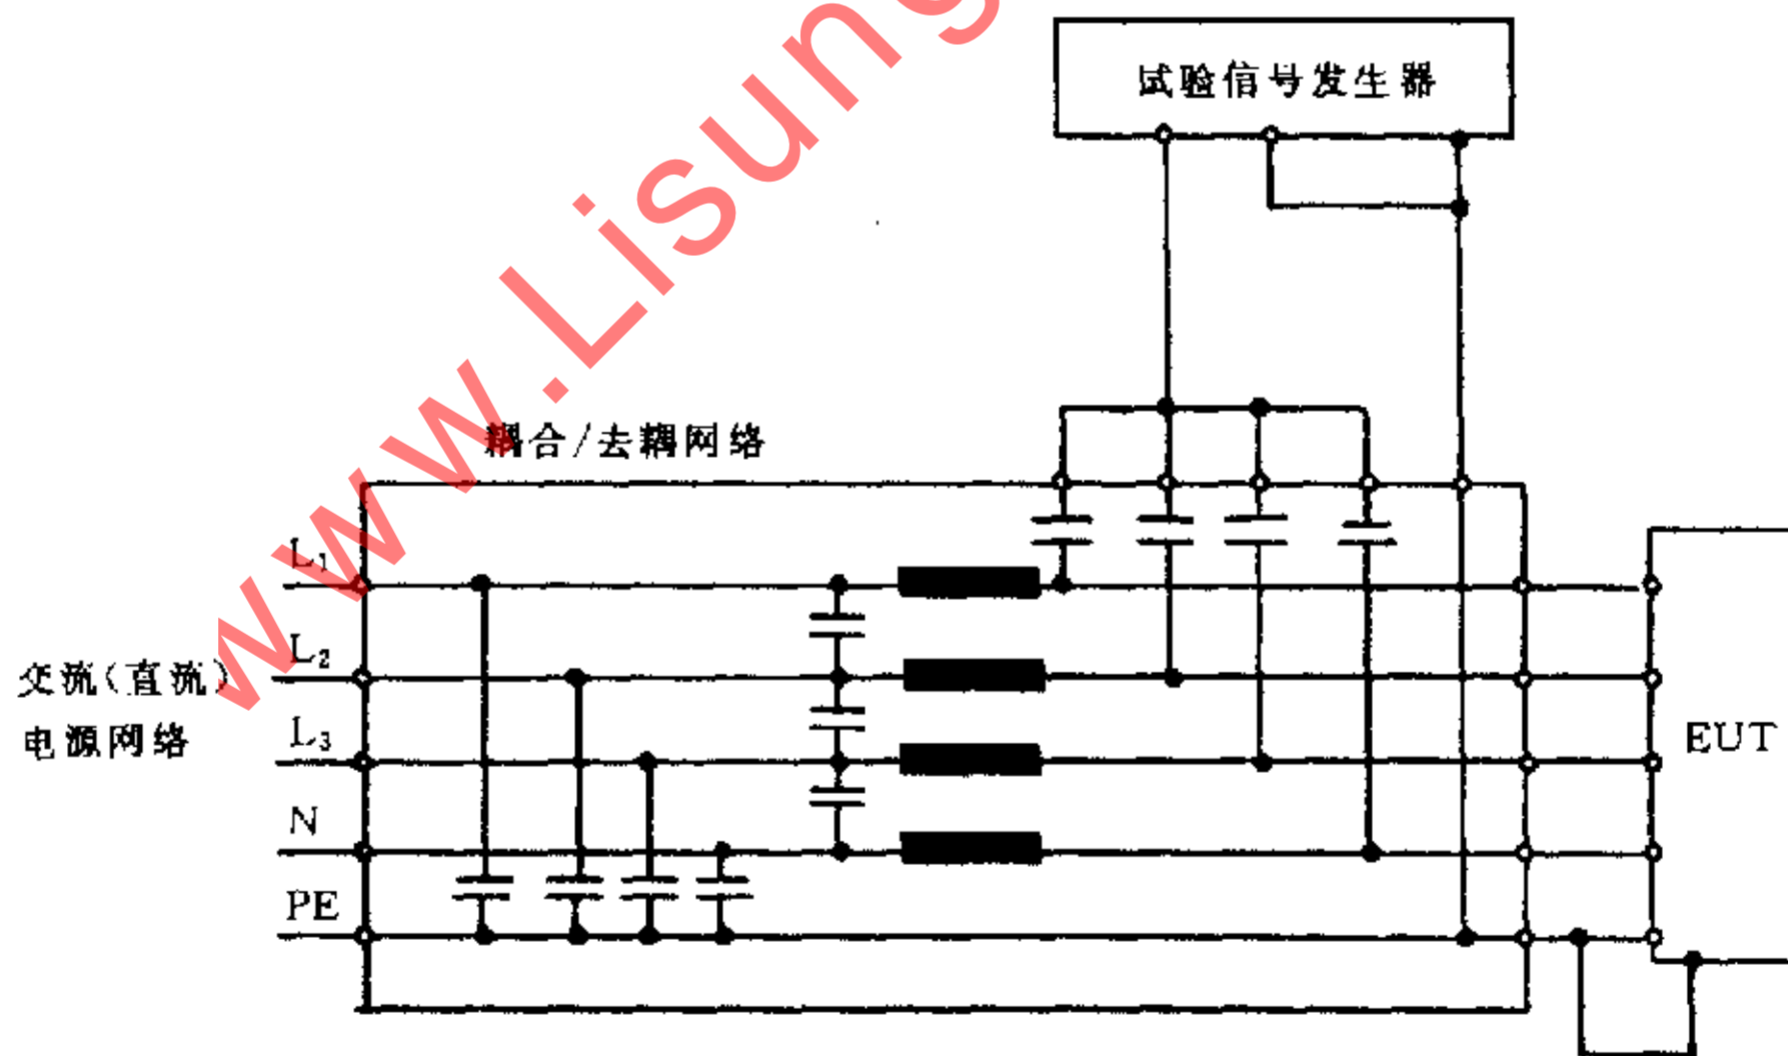 试验信号发生器
耦合/去耦网络
L₁
L₂
交流(直流)
电源网络
L₃
N
PE
EUT
www.Lisung